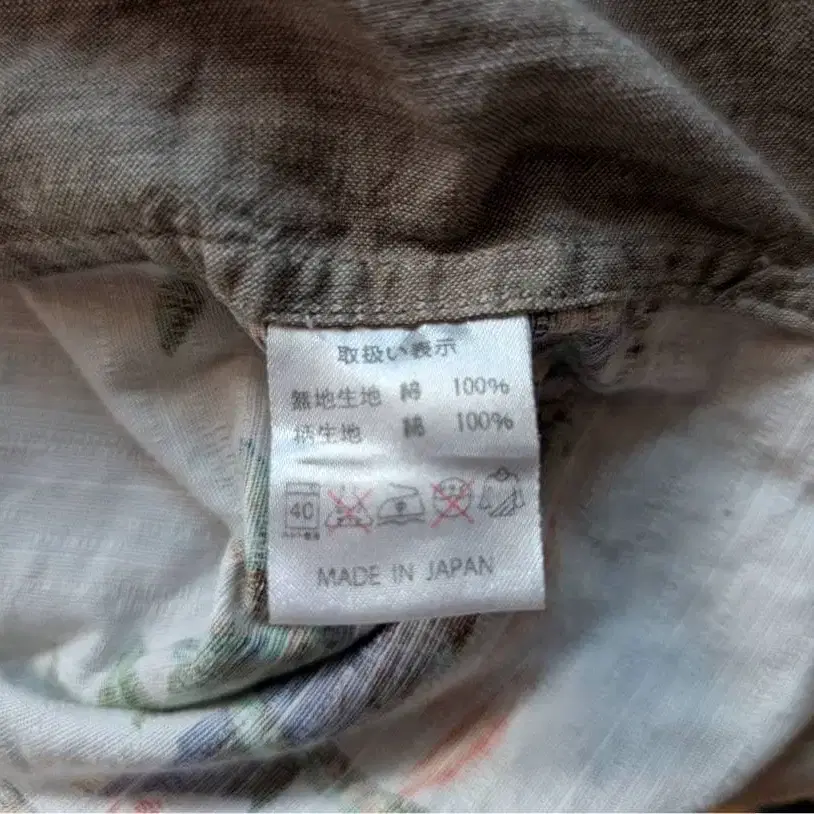 取扱い表示
無地生地 綿 100%
柄生地 綿 100%
40
MADE IN JAPAN